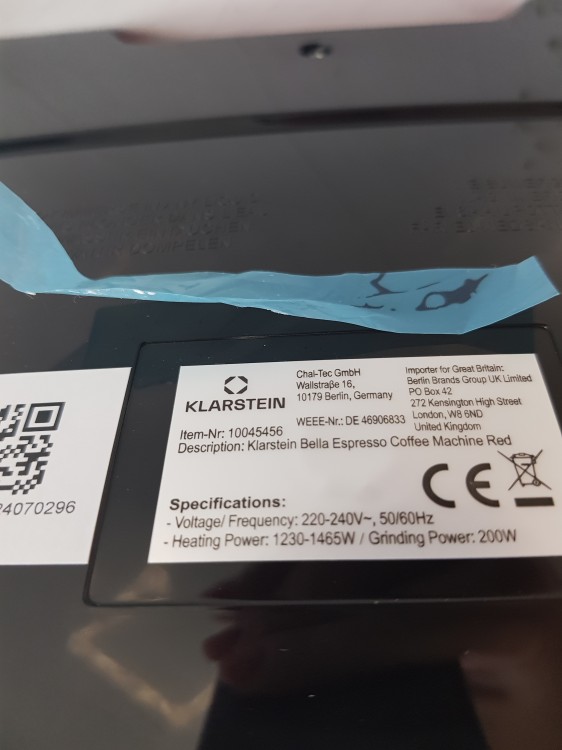 KLARSTEIN
Chal-Tec GmbH
Wallstraße 16,
10179 Berlin, Germany
WEEE-Nr.: DE 46906833
Importer for Great Britain:
Berlin Brands Group UK Limited
PO Box 42
272 Kensington High Street
London, W8 6ND
United Kingdom
Item-Nr: 10045456
Description: Klarstein Bella Espresso Coffee Machine Red
CE
Specifications:
- Voltage/ Frequency: 220-240V~, 50/60Hz
- Heating Power: 1230-1465W / Grinding Power: 200W
4070296